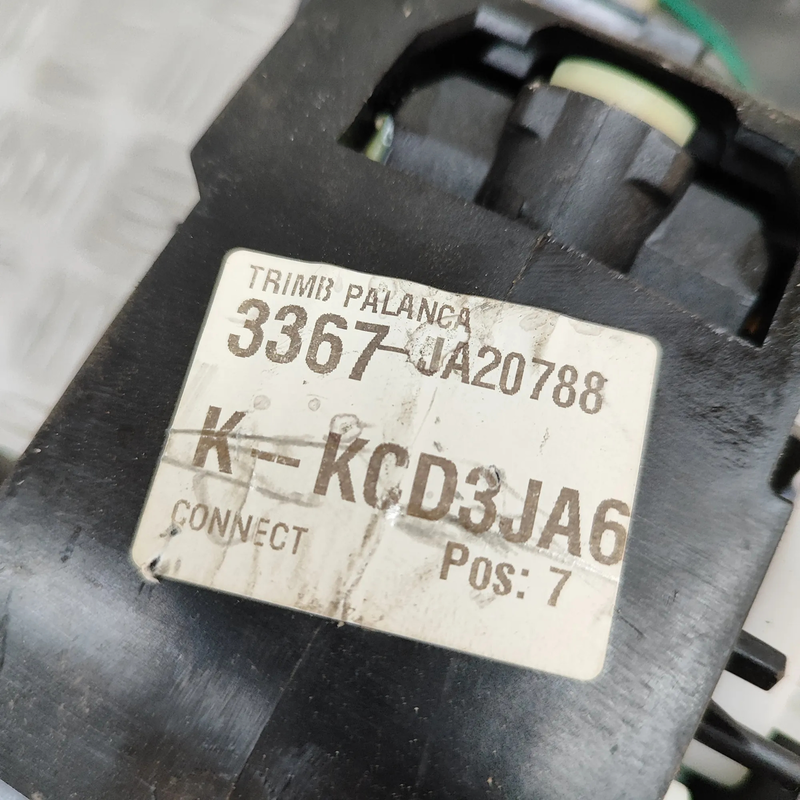 TRIMB PALANCA
3367-JA20788
K-KCD3JA6
CONNECT
Pos: 7